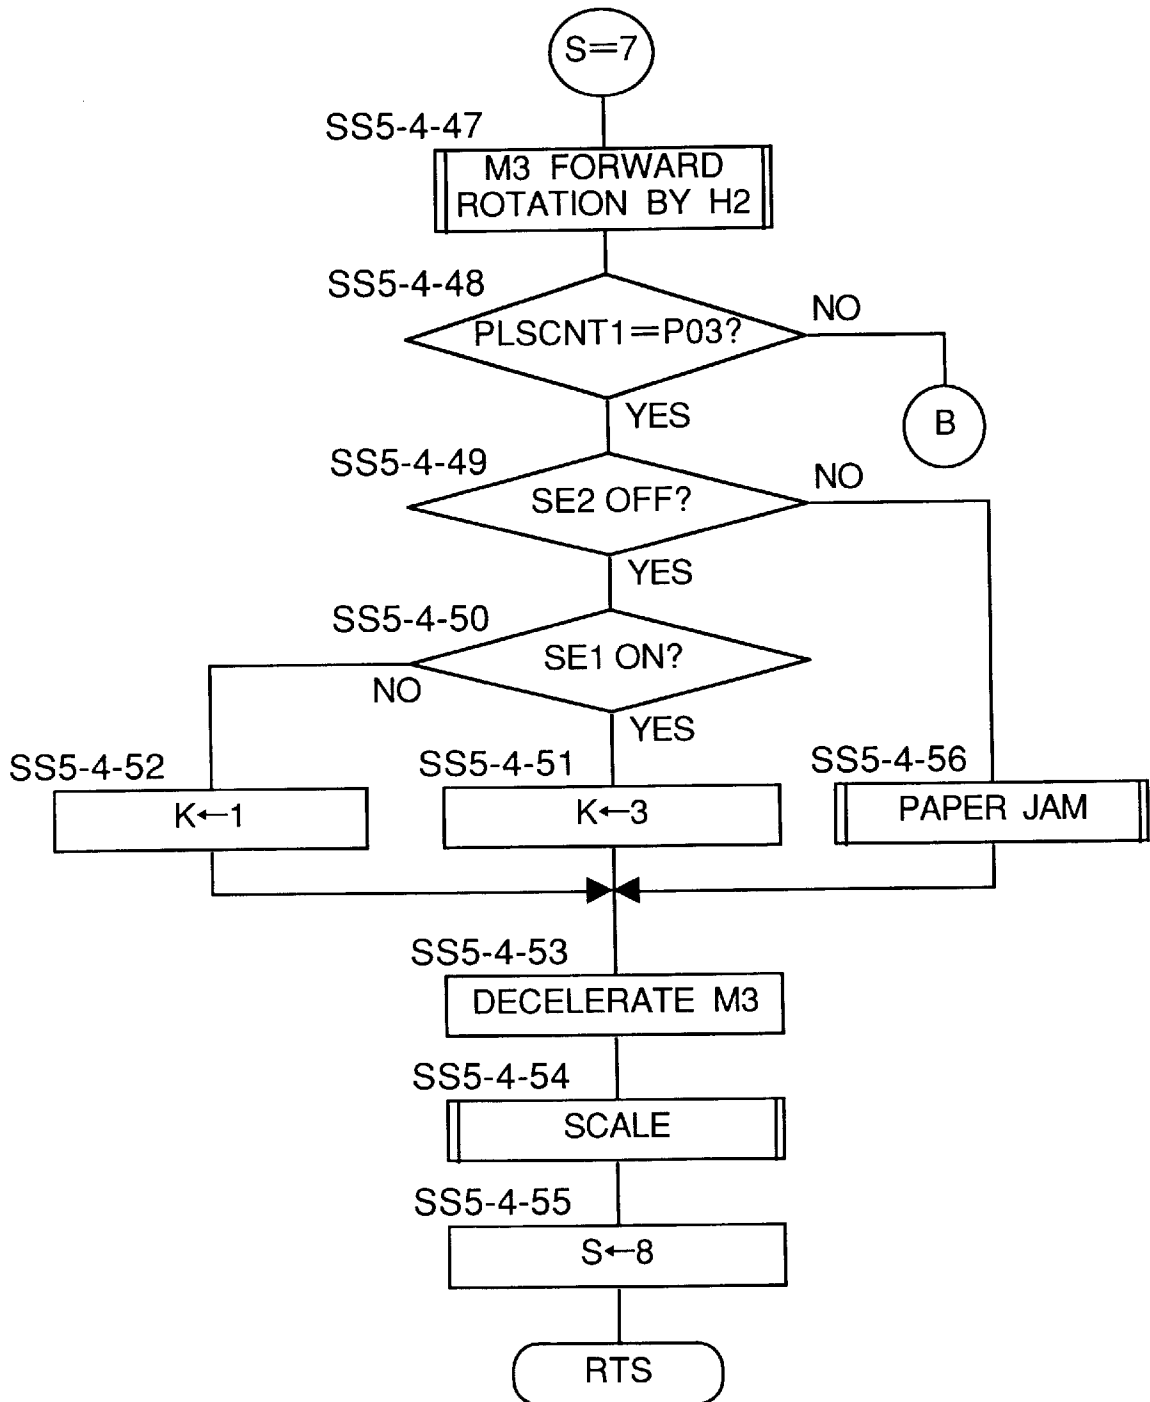 S=7
SS5-4-47
M3 FORWARD
ROTATION BY H2
SS5-4-48
PLSCNT1=P03?
NO
YES
B
SS5-4-49
SE2 OFF?
NO
YES
SS5-4-50
SE1 ON?
NO
YES
SS5-4-52
K←1
SS5-4-51
K←3
SS5-4-56
PAPER JAM
SS5-4-53
DECELERATE M3
SS5-4-54
SCALE
SS5-4-55
S←8
RTS